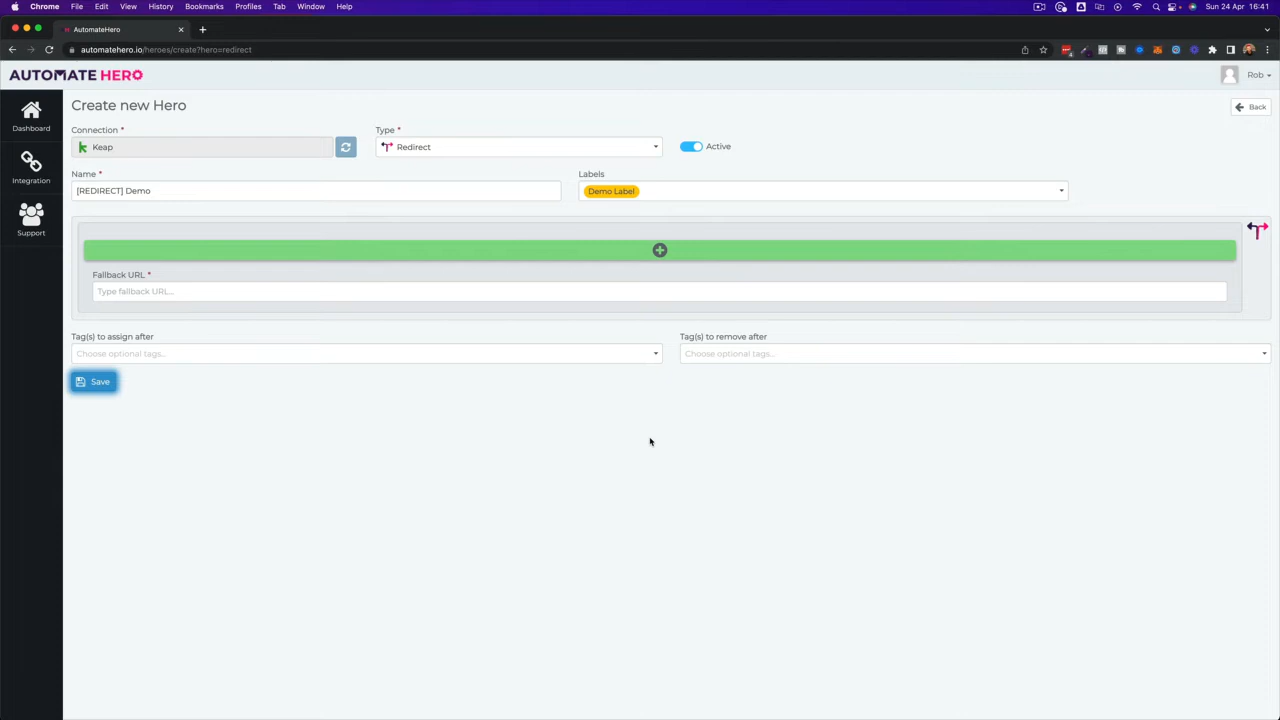 Chrome File Edit View History Bookmarks Profiles Tab Window Help Sun 24 Apr 16:41
AutomateHero
automatehero.io/heroes/create?hero=redirect
AUTOMATE HERO
Rob
Create new Hero
Back
Dashboard
Integration
Support
Connection * Type *
Keap Redirect Active
Name * Labels
[REDIRECT] Demo Demo Label
Fallback URL *
Type fallback URL...
Tag(s) to assign after Tag(s) to remove after
Choose optional tags... Choose optional tags...
Save